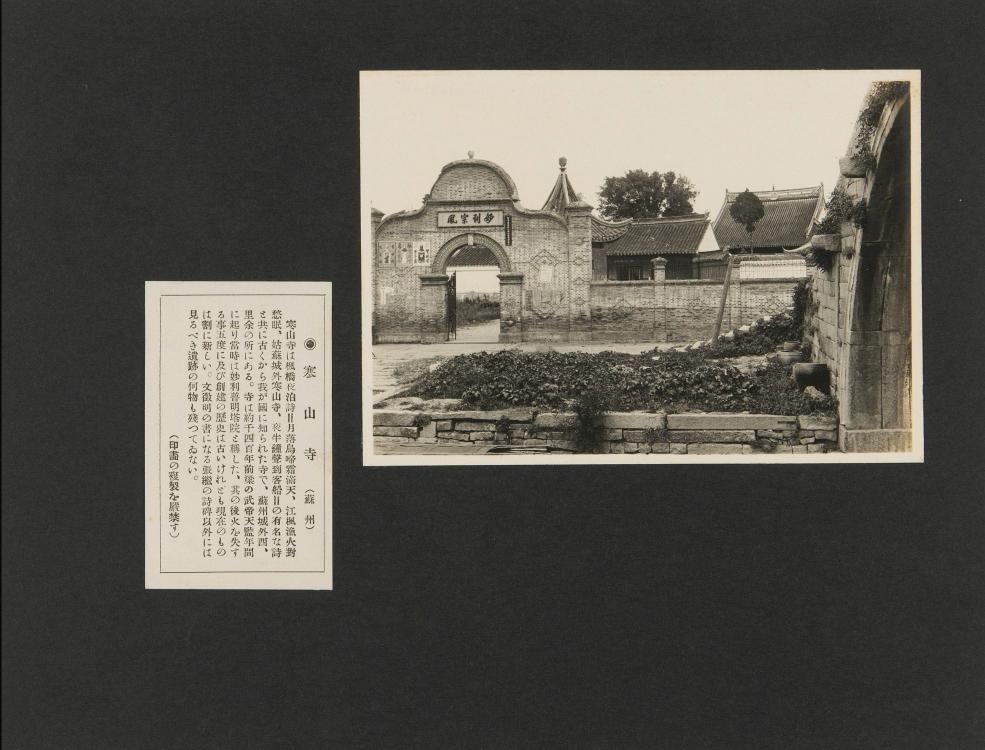 ◉寒山寺（蘇州）
寒山寺は楓橋夜泊詩〃月落烏啼霜滿天、江楓漁火對
愁眠、姑蘇城外寒山寺、夜半鐘聲到客船〃の有名な詩
と共に古くから我が國に知られた寺で、蘇州城外西、
里余の所にある。寺は約千四百年前梁の武帝天監年間
に起り當時は妙利普明塔院と稱した、其の後火を失す
る事五度に及び創建の歷史は古いけれども現在のもの
は割に新しい。文徵明の書になる張繼の詩碑以外には
見るべき遺跡の何物も殘つてゐない。
（印畵の複製を嚴禁す）
妙利宗風